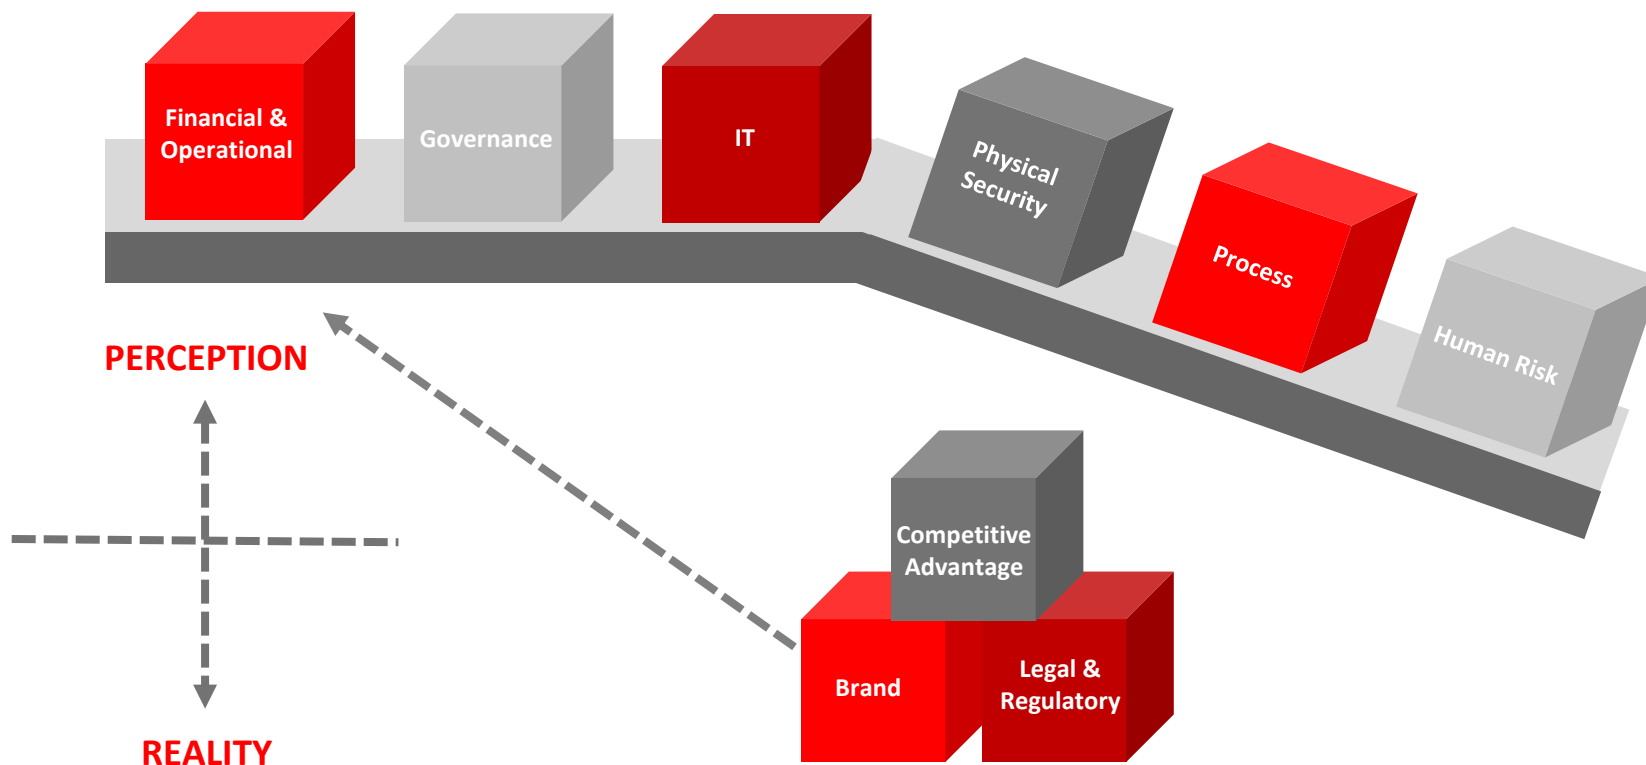 Financial &
Operational
Governance
IT
Physical
Security
Process
Human Risk
PERCEPTION
Competitive
Advantage
Brand
Legal &
Regulatory
REALITY